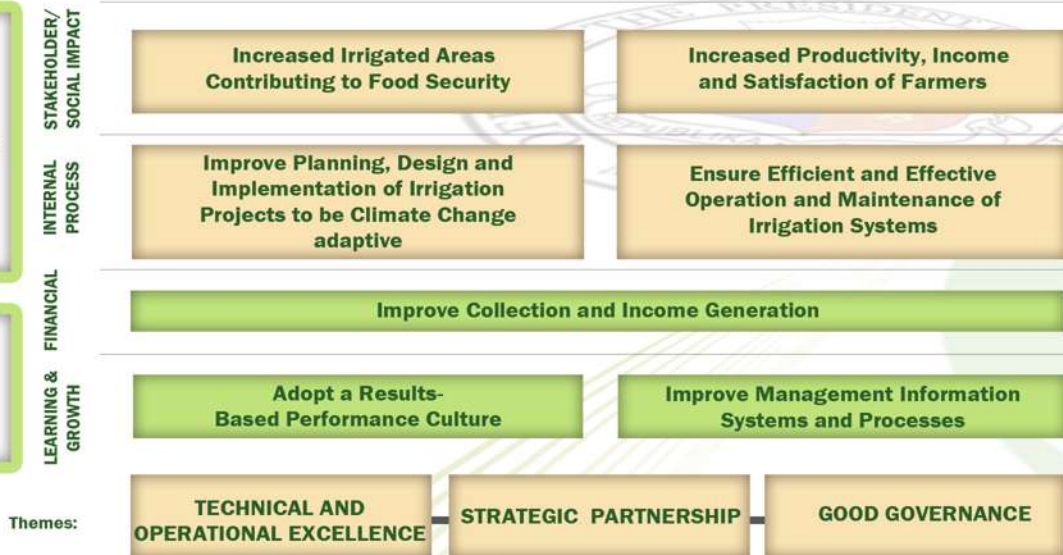 STAKEHOLDER/
SOCIAL IMPACT
Increased Irrigated Areas
Contributing to Food Security
Increased Productivity, Income
and Satisfaction of Farmers
INTERNAL
PROCESS
Improve Planning, Design and
Implementation of Irrigation
Projects to be Climate Change
adaptive
Ensure Efficient and Effective
Operation and Maintenance of
Irrigation Systems
FINANCIAL
Improve Collection and Income Generation
LEARNING &
GROWTH
Adopt a Results-
Based Performance Culture
Improve Management Information
Systems and Processes
Themes:
TECHNICAL AND
OPERATIONAL EXCELLENCE
STRATEGIC PARTNERSHIP
GOOD GOVERNANCE
THE PRESIDENT